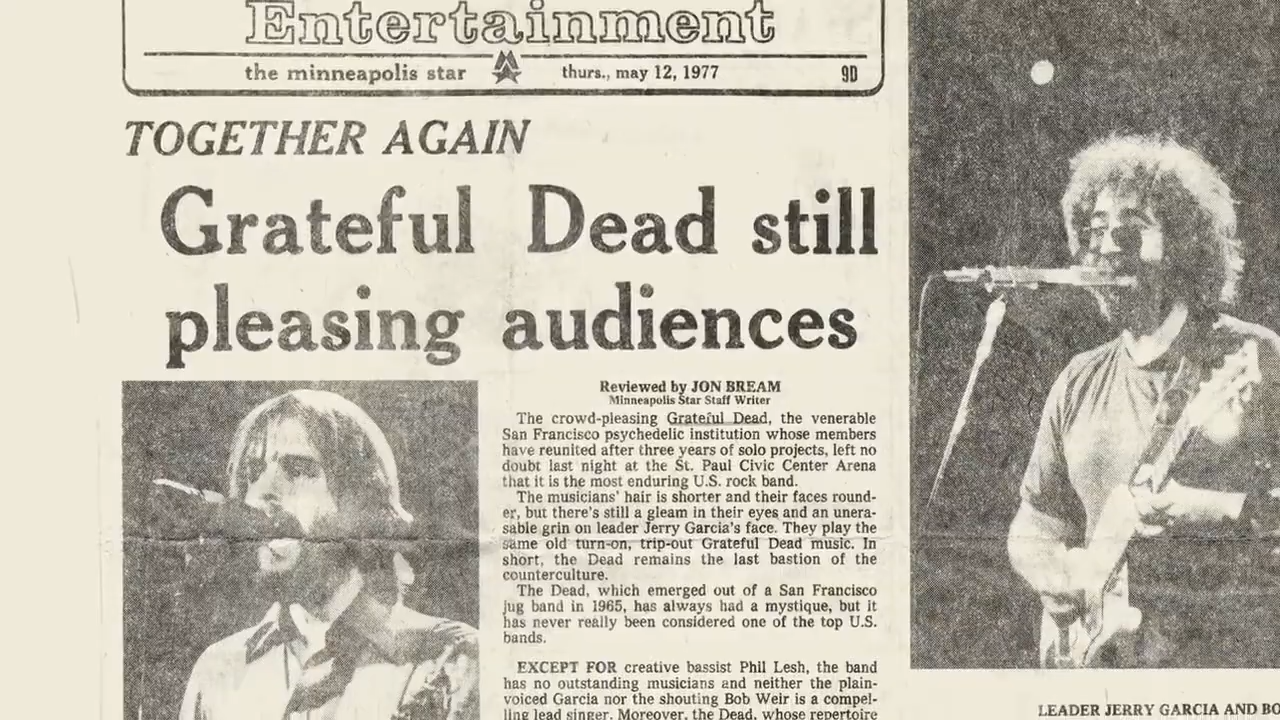 Entertainment
the minneapolis star thurs., may 12, 1977 9D
TOGETHER AGAIN
Grateful Dead still
pleasing audiences
Reviewed by JON BREAM
Minneapolis Star Staff Writer
The crowd-pleasing Grateful Dead, the venerable
San Francisco psychedelic institution whose members
have reunited after three years of solo projects, left no
doubt last night at the St. Paul Civic Center Arena
that it is the most enduring U.S. rock band.
The musicians' hair is shorter and their faces round-
er, but there's still a gleam in their eyes and an unera-
sable grin on leader Jerry Garcia's face. They play the
same old turn-on, trip-out Grateful Dead music. In
short, the Dead remains the last bastion of the
counterculture.
The Dead, which emerged out of a San Francisco
jug band in 1965, has always had a mystique, but it
has never really been considered one of the top U.S.
bands.
EXCEPT FOR creative bassist Phil Lesh, the band
has no outstanding musicians and neither the plain-
voiced Garcia nor the shouting Bob Weir is a compel-
ling lead singer. Moreover, the Dead, whose repertoire
LEADER JERRY GARCIA AND BO